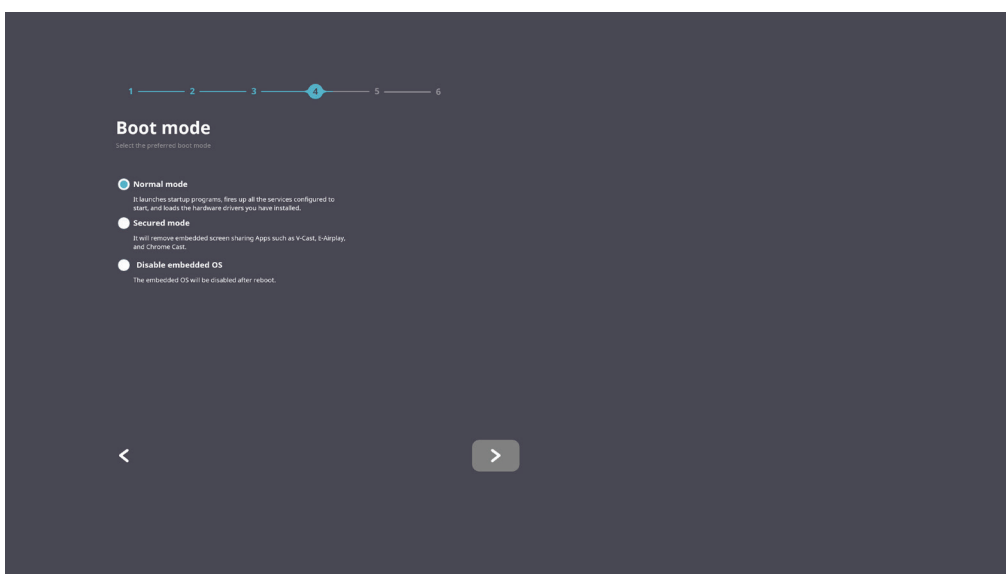 1 2 3 4 5 6
Boot mode
Select the preferred boot mode
Normal mode
It launches startup programs, fires up all the services configured to
start, and loads the hardware drivers you have installed.
Secured mode
It will remove embedded screen sharing Apps such as V-Cast, E-Airplay,
and Chrome Cast.
Disable embedded OS
The embedded OS will be disabled after reboot.